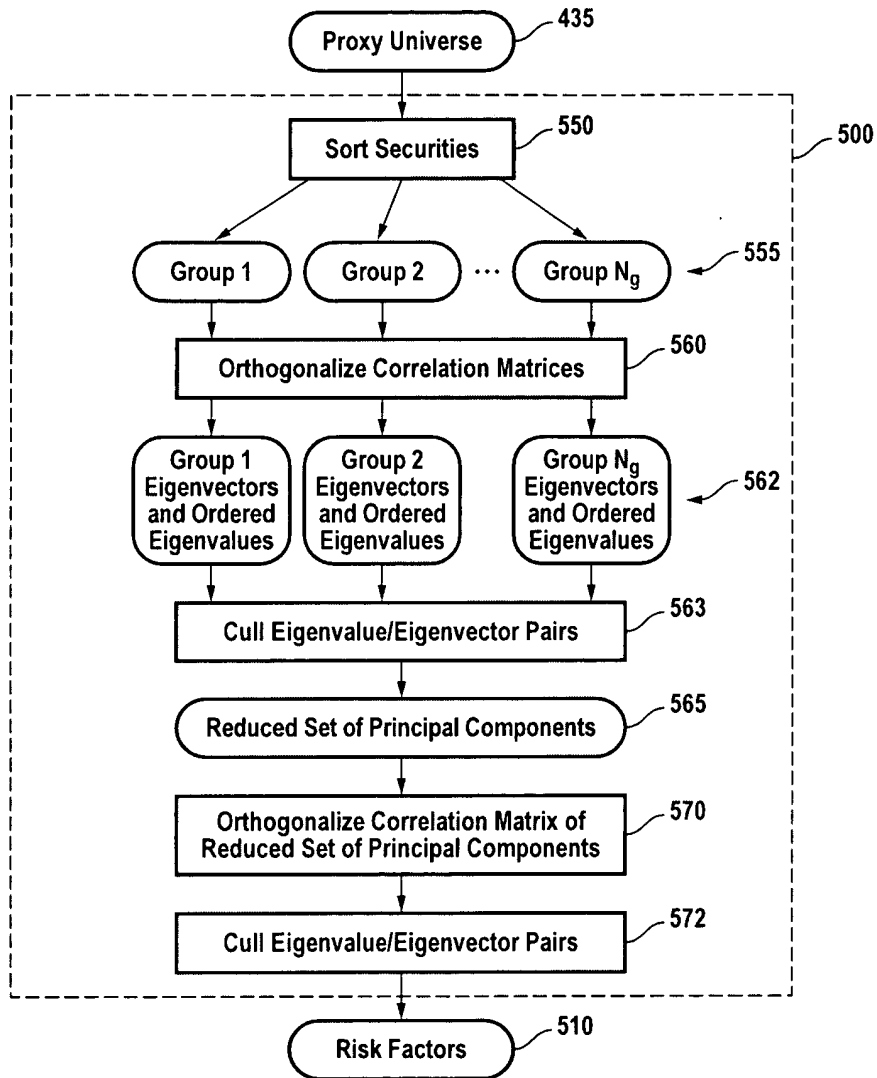 Proxy Universe
435
500
Sort Securities
550
Group 1
Group 2
...
Group Ng
555
Orthogonalize Correlation Matrices
560
Group 1
Eigenvectors
and Ordered
Eigenvalues
Group 2
Eigenvectors
and Ordered
Eigenvalues
Group Ng
Eigenvectors
and Ordered
Eigenvalues
562
Cull Eigenvalue/Eigenvector Pairs
563
Reduced Set of Principal Components
565
Orthogonalize Correlation Matrix of
Reduced Set of Principal Components
570
Cull Eigenvalue/Eigenvector Pairs
572
Risk Factors
510